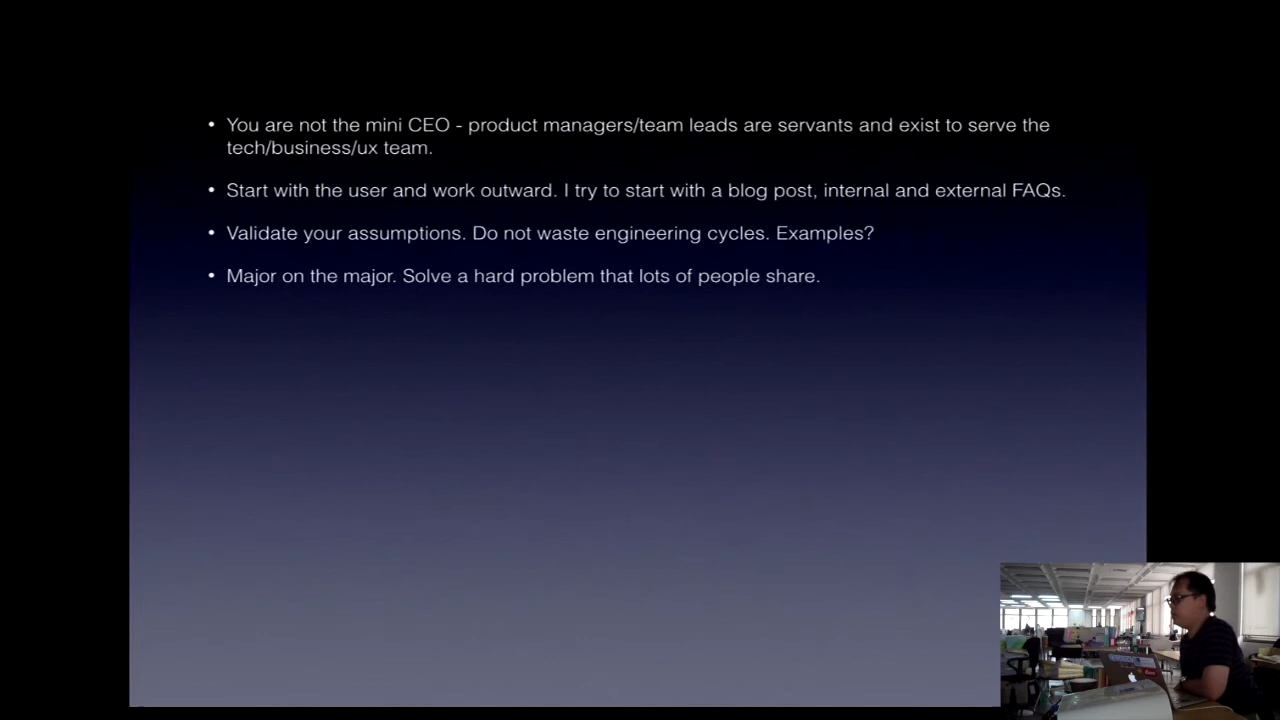 • You are not the mini CEO - product managers/team leads are servants and exist to serve the
tech/business/ux team.
• Start with the user and work outward. I try to start with a blog post, internal and external FAQs.
• Validate your assumptions. Do not waste engineering cycles. Examples?
• Major on the major. Solve a hard problem that lots of people share.